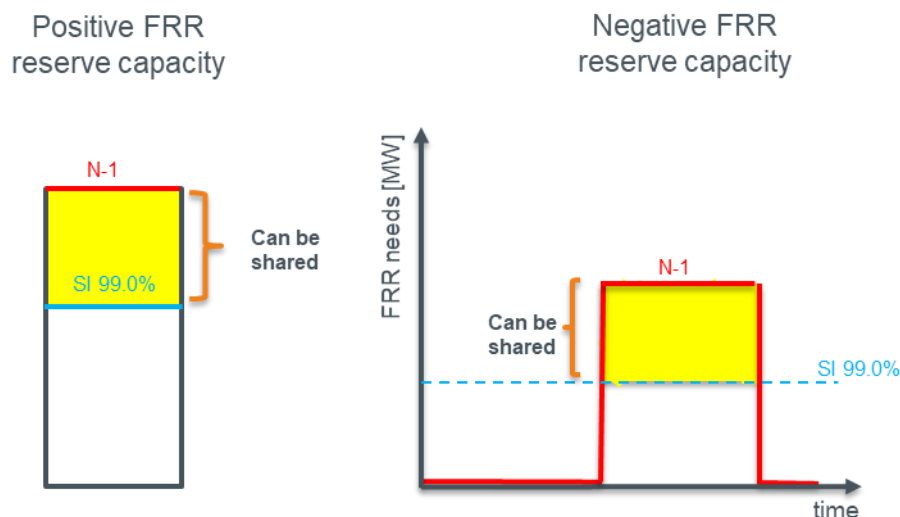 Positive FRR
reserve capacity
N-1
SI 99.0%
Can be
shared
Negative FRR
reserve capacity
FRR needs [MW]
N-1
Can be
shared
SI 99.0%
time